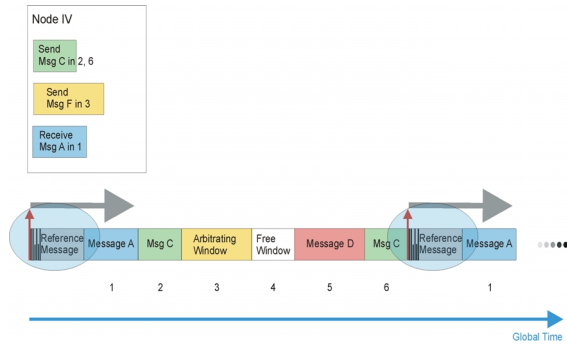 Node IV
Send
Msg C in 2, 6
Send
Msg F in 3
Receive
Msg A in 1
Reference
Message
Message A
Msg C
Arbitrating
Window
Free
Window
Message D
Msg C
Reference
Message
Message A
1
2
3
4
5
6
1
Global Time